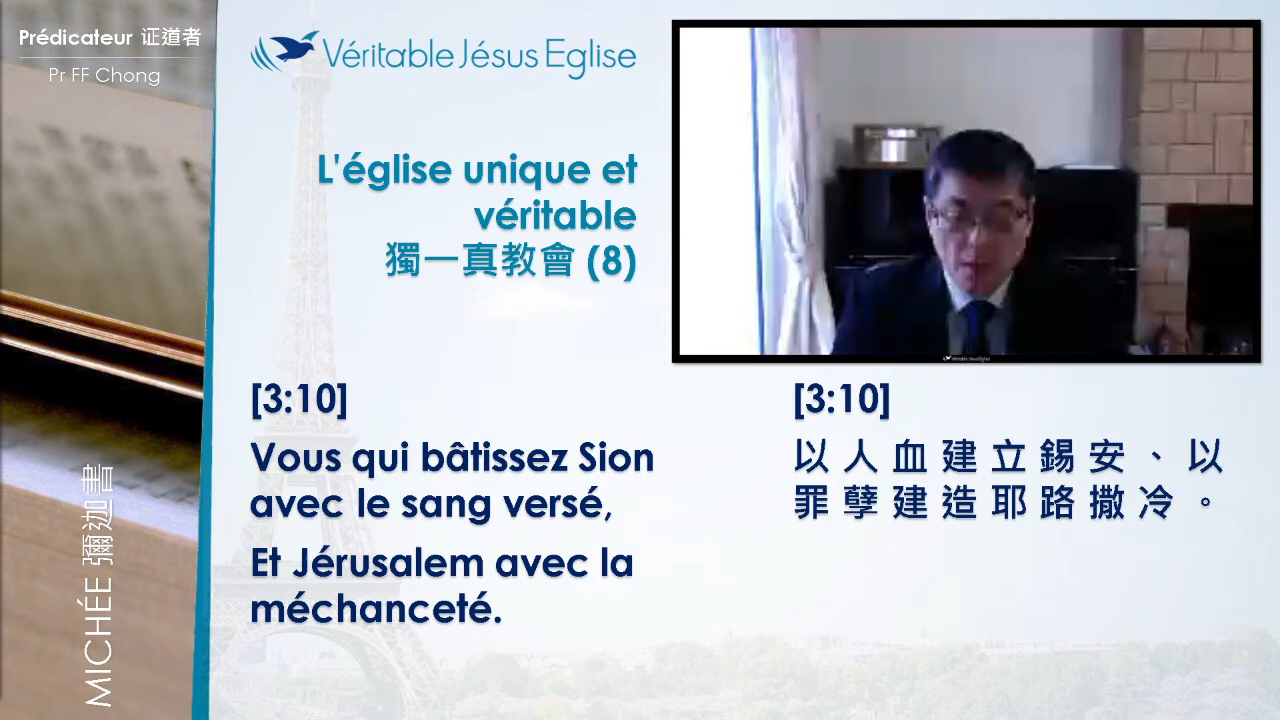 Prédicateur 证道者
Pr FF Chong
Véritable Jésus Eglise
L'église unique et
véritable
獨一真教會 (8)
[3:10]
Vous qui bâtissez Sion
avec le sang versé,
Et Jérusalem avec la
méchanceté.
[3:10]
以人血建立錫安、以
罪孽建造耶路撒冷。
MICHÉE 彌迦書
Véritable Jésus Eglise